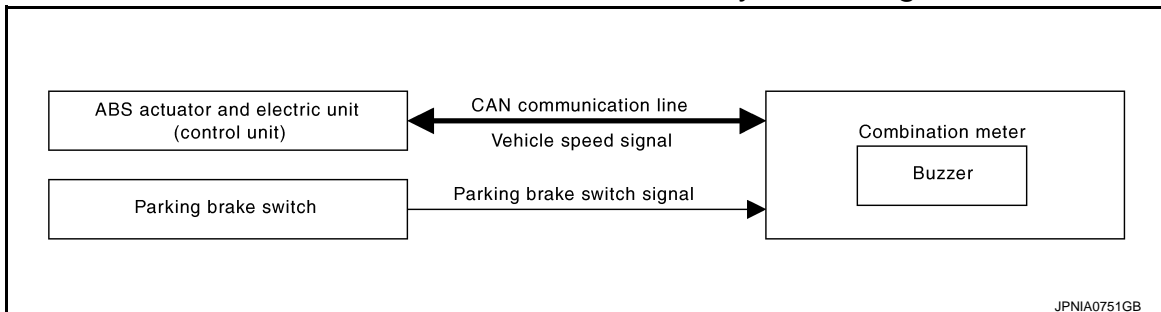 ABS actuator and electric unit
(control unit)
CAN communication line
Vehicle speed signal
Parking brake switch
Parking brake switch signal
Combination meter
Buzzer
JPNIA0751GB